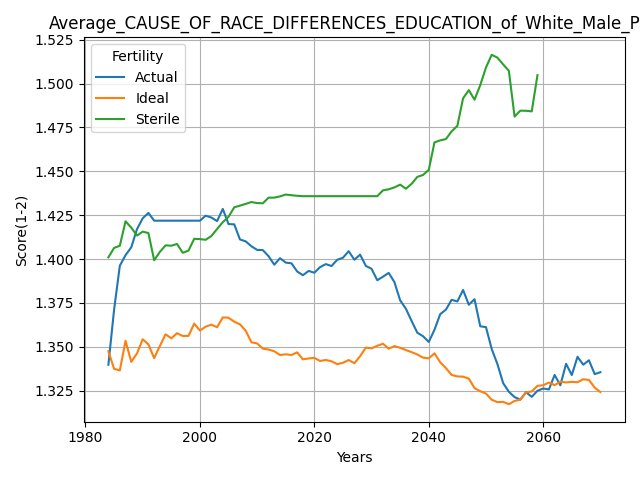 Average_CAUSE_OF_RACE_DIFFERENCES_EDUCATION_of_White_Male_P
1.525
1.500
1.475
1.450
1.425
1.400
1.375
1.350
1.325
Score(1-2)
Fertility
Actual
Ideal
Sterile
1980
2000
2020
2040
2060
Years